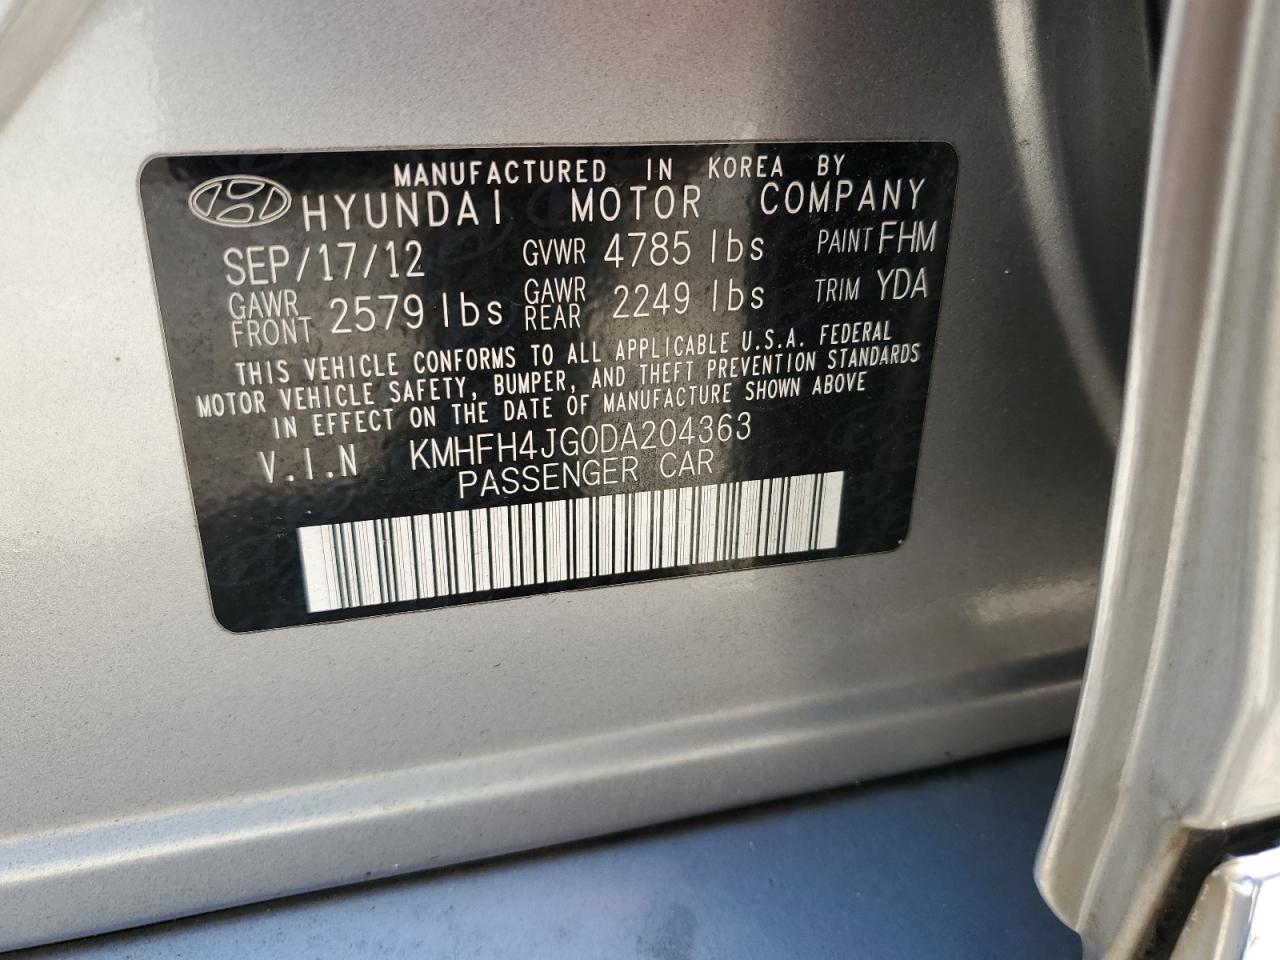 MANUFACTURED IN KOREA BY
HYUNDAI MOTOR COMPANY
SEP/17/12 GVWR 4785 lbs PAINT FHM
GAWR FRONT 2579 lbs GAWR REAR 2249 lbs TRIM YDA
THIS VEHICLE CONFORMS TO ALL APPLICABLE U.S.A. FEDERAL
MOTOR VEHICLE SAFETY, BUMPER, AND THEFT PREVENTION STANDARDS
IN EFFECT ON THE DATE OF MANUFACTURE SHOWN ABOVE
V.I.N KMHFH4JG0DA204363
PASSENGER CAR